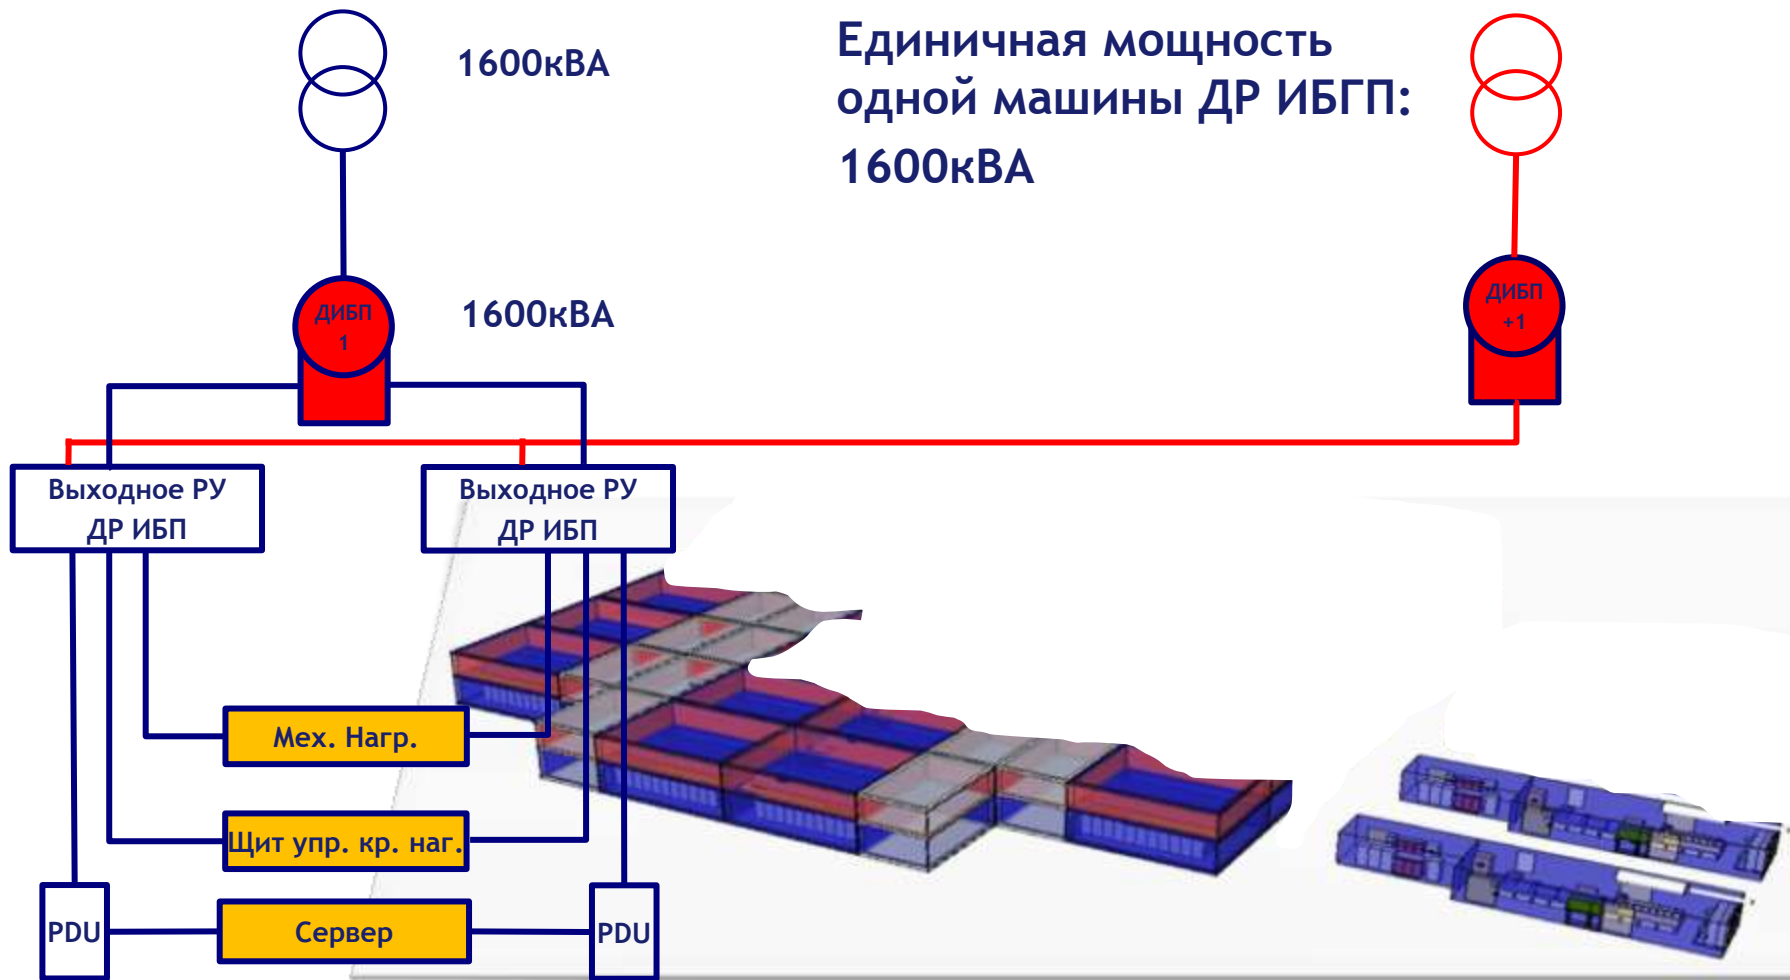 1600кВА
Единичная мощность
одной машины ДР ИБГП:
1600кВА
ДИБП
1
1600кВА
ДИБП
+1
Выходное РУ
ДР ИБП
Выходное РУ
ДР ИБП
Мех. Нагр.
Щит упр. кр. наг.
PDU
Сервер
PDU